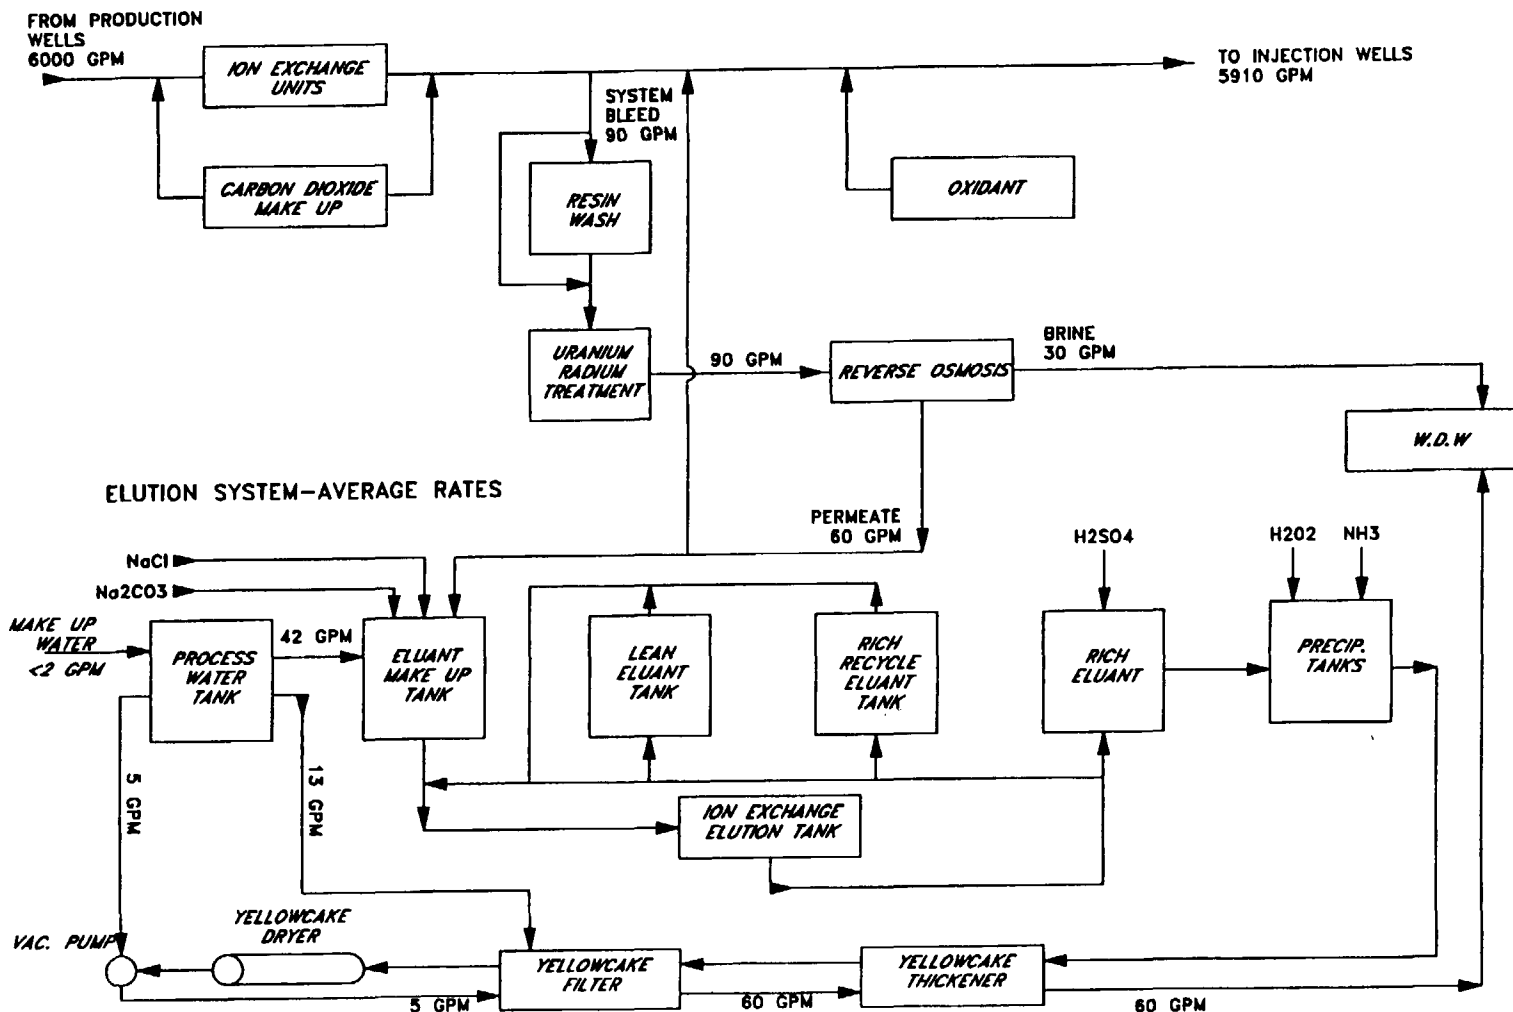 FROM PRODUCTION
WELLS
6000 GPM
ION EXCHANGE
UNITS
TO INJECTION WELLS
5910 GPM
SYSTEM
BLEED
90 GPM
CARBON DIOXIDE
MAKE UP
RESIN
WASH
OXIDANT
URANIUM
RADIUM
TREATMENT
90 GPM
REVERSE OSMOSIS
BRINE
30 GPM
W.D.W
ELUTION SYSTEM-AVERAGE RATES
PERMEATE
60 GPM
NaCl
Na2CO3
H2SO4
H2O2
NH3
MAKE UP
WATER
<2 GPM
PROCESS
WATER
TANK
42 GPM
ELUANT
MAKE UP
TANK
LEAN
ELUANT
TANK
RICH
RECYCLE
ELUANT
TANK
RICH
ELUANT
PRECIP.
TANKS
5 GPM
13 GPM
ION EXCHANGE
ELUTION TANK
VAC. PUMP
YELLOWCAKE
DRYER
YELLOWCAKE
FILTER
YELLOWCAKE
THICKENER
5 GPM
60 GPM
60 GPM